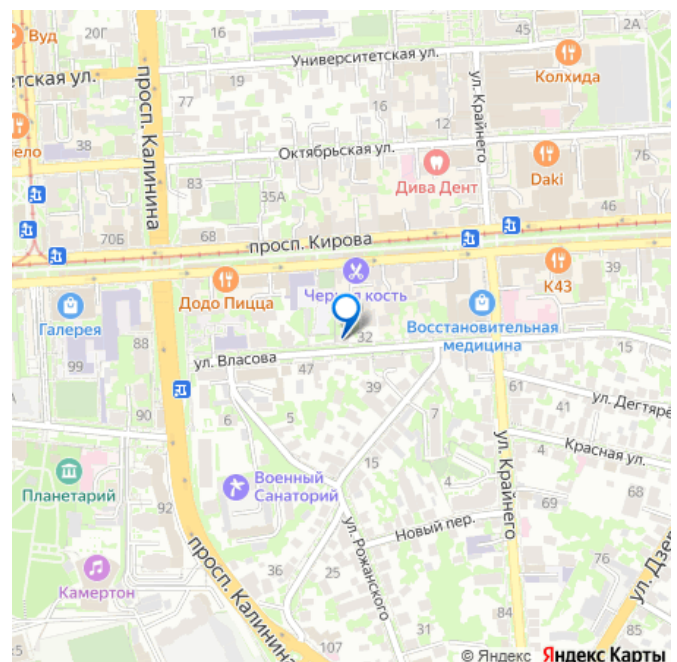 Вуд
20Г
16
45
2А
Университетская ул.
Колхида
тская ул.
19
77
16
ул. Крайнего
просп. Калинина
12
ело
38
Октябрьская ул.
7Б
Дива Дент
Daki
83
35А
46
70Б
68
просп. Кирова
39
Додо Пицца
Черная кость
К43
Галерея
Восстановительная
медицина
32
15
99
ул. Власова
47
39
61
ул. Дегтярё
41
90
6
5
7
ул. Крайнего
4
Красная ул.
15
Военный
Санаторий
4
69
68
Планетарий
92
Новый пер.
ул. Рожанского
просп. Калинина
76
ул. Дзер
Камертон
36
25
84
31
85
107
© Яндекс Яндекс Карты